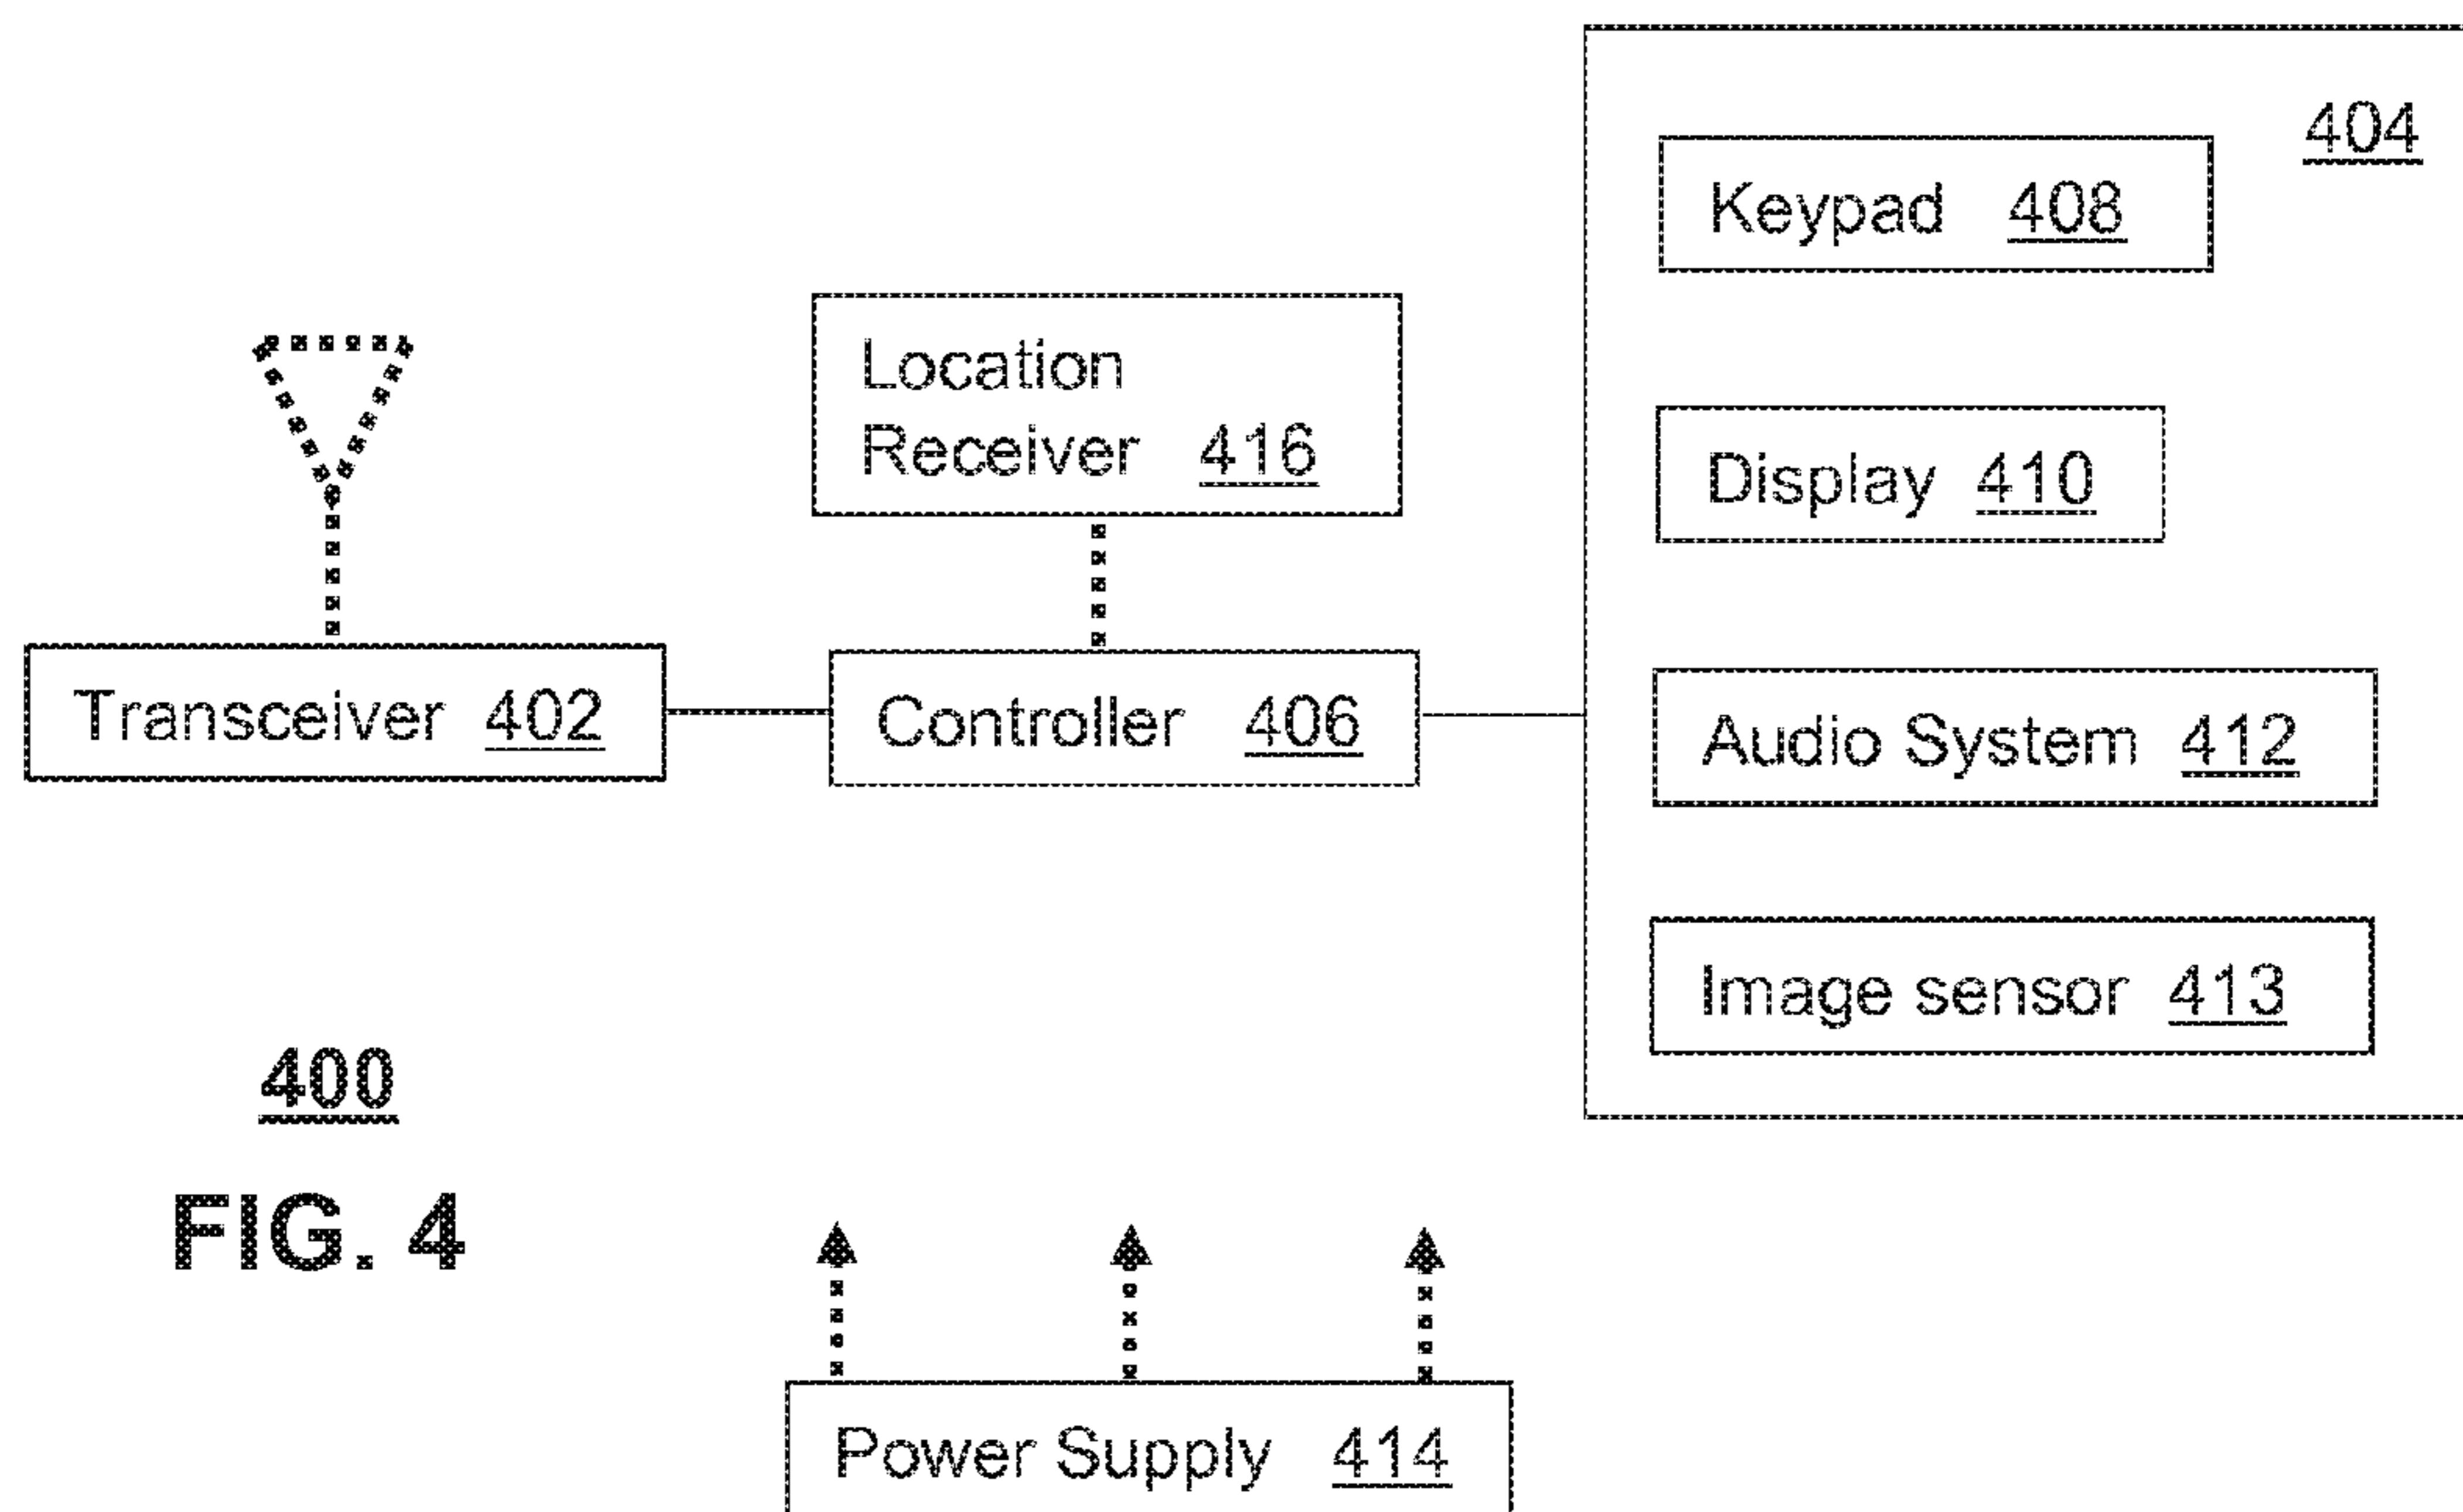 404
Keypad 408
Location
Receiver 416
Display 410
Transceiver 402
Controller 406
Audio System 412
Image sensor 413
400
FIG. 4
Power Supply 414